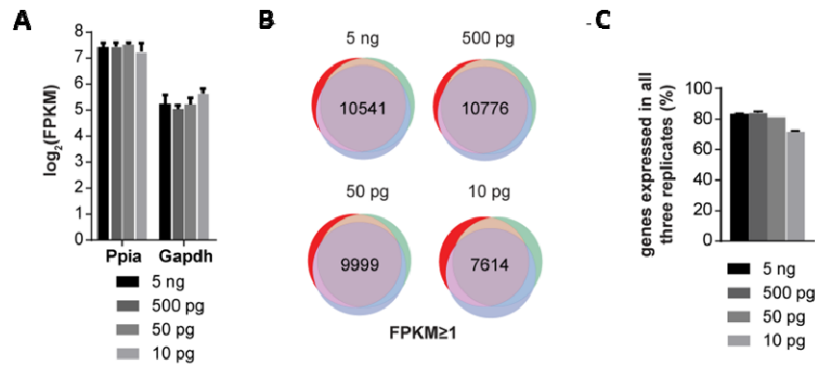 A
8
7
6
5
4
3
2
1
0
log2(FPKM)
Ppia Gapdh
5 ng
500 pg
50 pg
10 pg
B
5 ng 500 pg
10541 10776
50 pg 10 pg
9999 7614
FPKM≥1
C
100
80
60
40
20
0
genes expressed in all
three replicates (%)
5 ng
500 pg
50 pg
10 pg